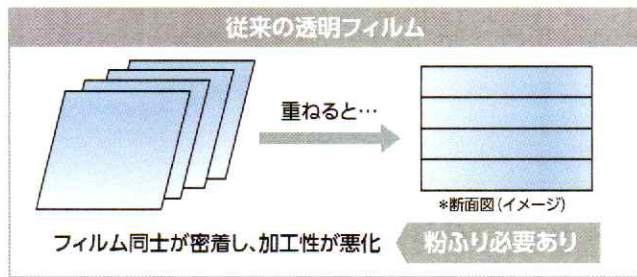 従来の透明フィルム
重ねると…
*断面図(イメージ)
フィルム同士が密着し、加工性が悪化
粉ふり必要あり